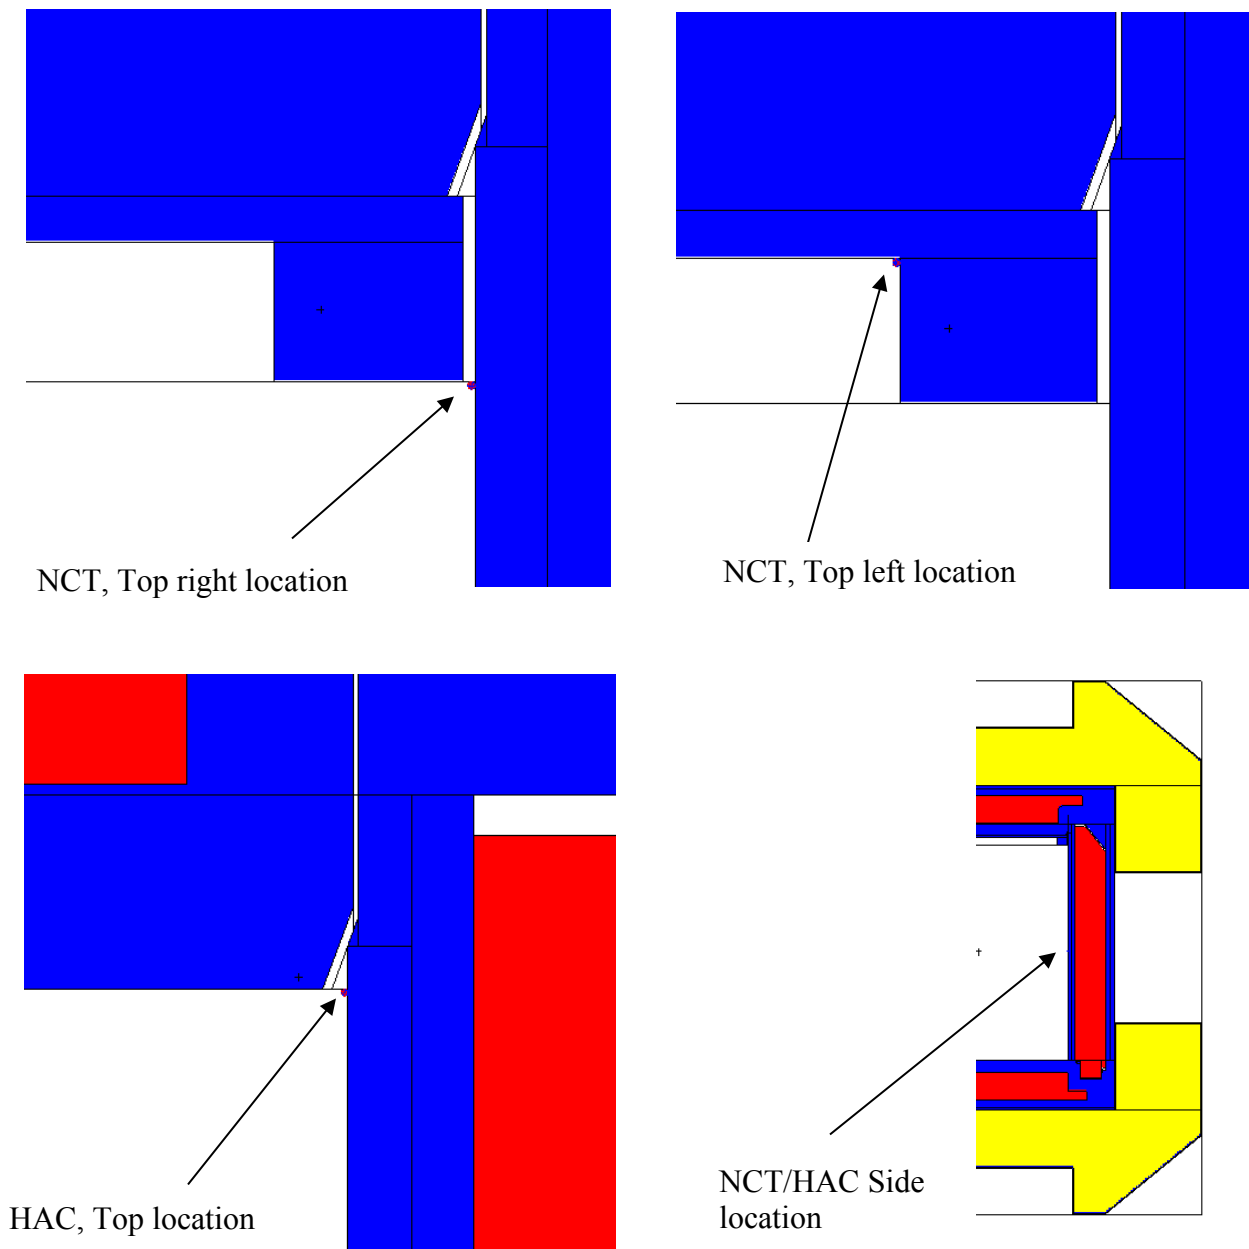 NCT, Top right location
NCT, Top left location
HAC, Top location
NCT/HAC Side
location